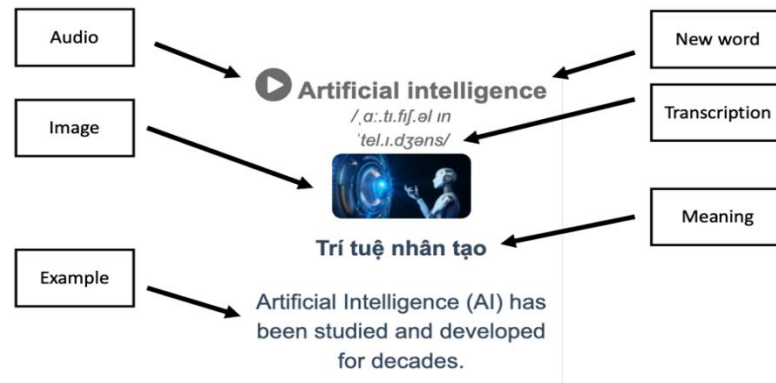 Audio
New word
Artificial intelligence
/ˌɑː.tɪ.fɪʃ.əl ɪn
ˈtel.ɪ.dʒəns/
Image
Transcription
Trí tuệ nhân tạo
Meaning
Example
Artificial Intelligence (AI) has
been studied and developed
for decades.